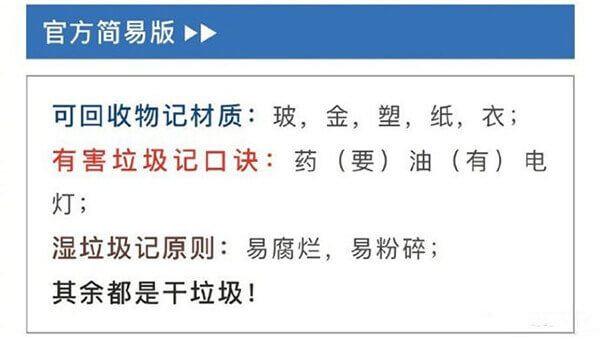 官方简易版 ▶▶
可回收物记材质：玻，金，塑，纸，衣；
有害垃圾记口诀：药（要）油（有）电
灯；
湿垃圾记原则：易腐烂，易粉碎；
其余都是干垃圾！